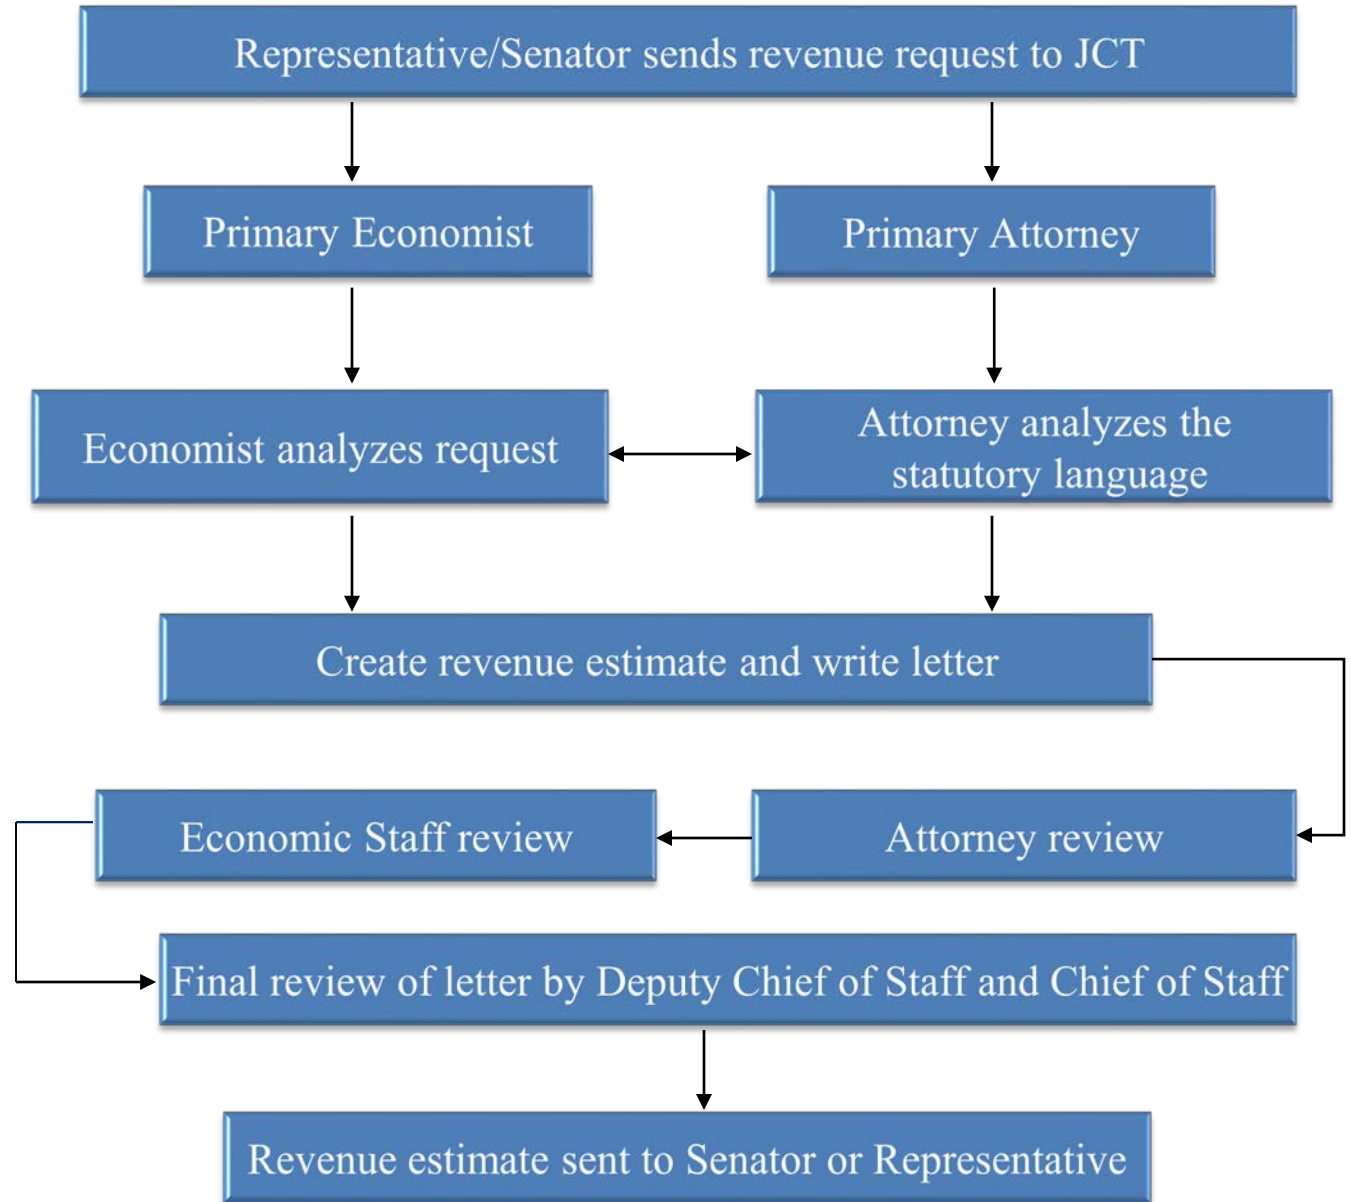 Representative/Senator sends revenue request to JCT
Primary Economist
Primary Attorney
Economist analyzes request
Attorney analyzes the
statutory language
Create revenue estimate and write letter
Economic Staff review
Attorney review
Final review of letter by Deputy Chief of Staff and Chief of Staff
Revenue estimate sent to Senator or Representative